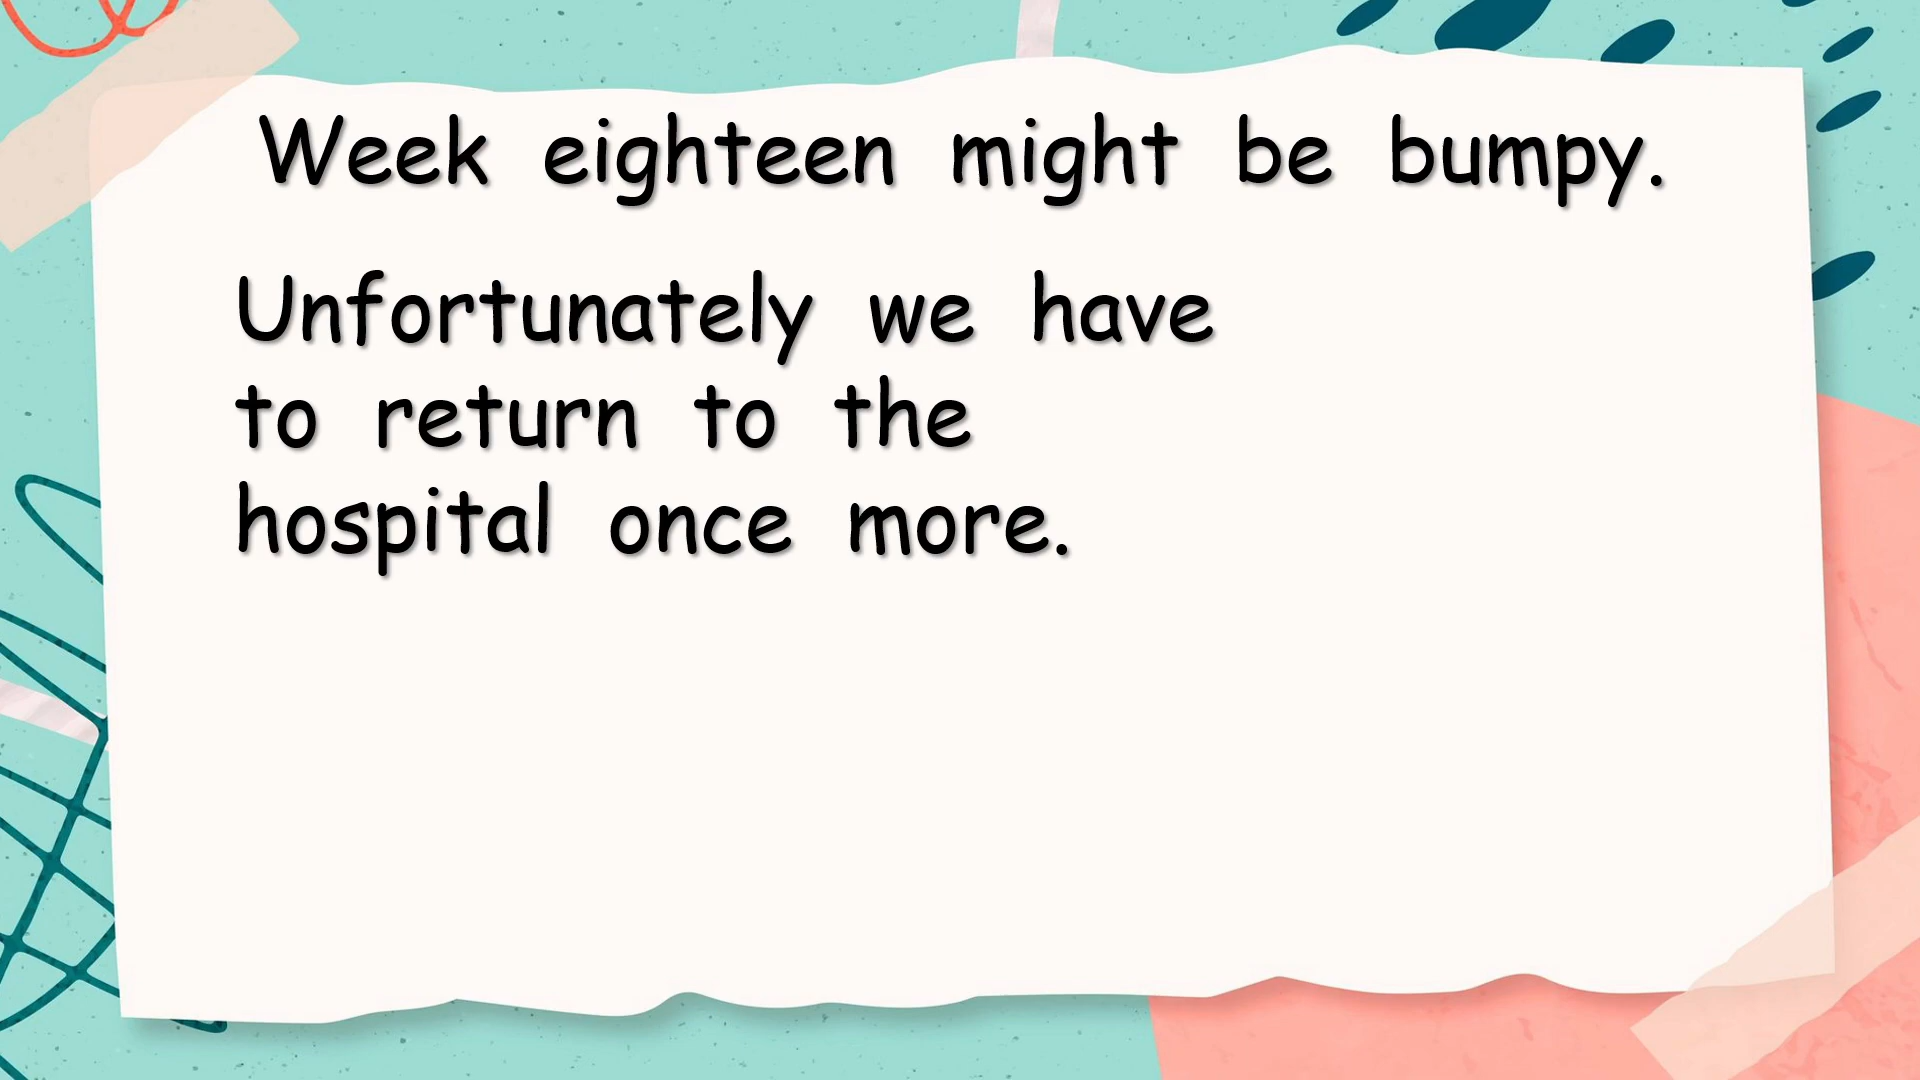 Week eighteen might be bumpy.
Unfortunately we have
to return to the
hospital once more.